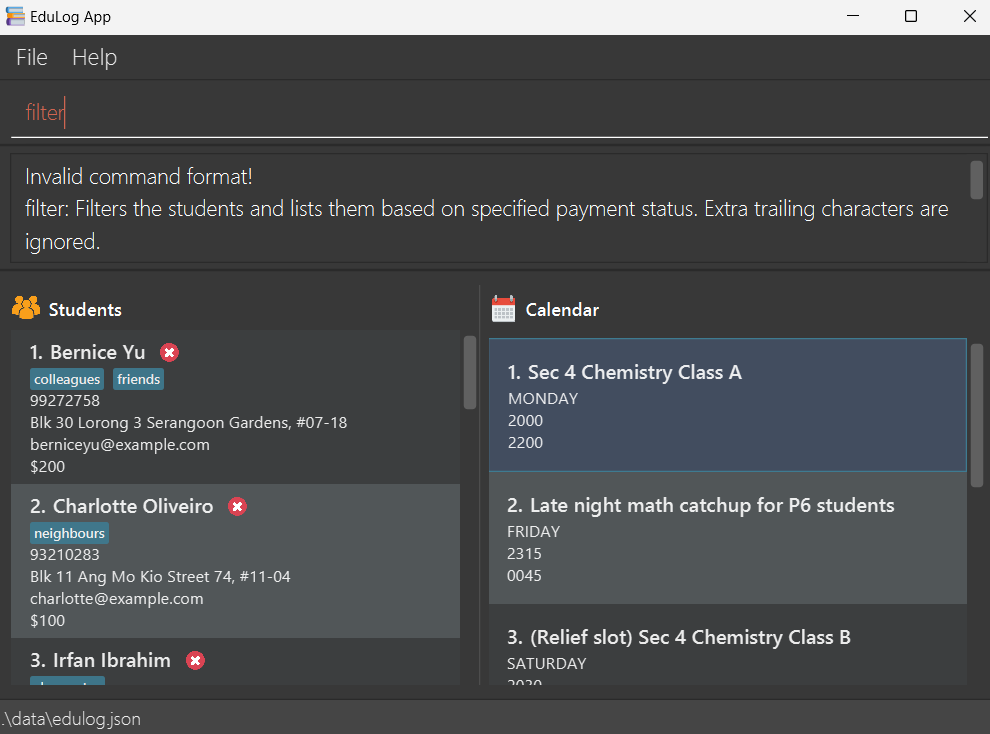 EduLog App
File Help
filter
Invalid command format!
filter: Filters the students and lists them based on specified payment status. Extra trailing characters are
ignored.
Students
1. Bernice Yu
colleagues friends
99272758
Blk 30 Lorong 3 Serangoon Gardens, #07-18
berniceyu@example.com
$200
2. Charlotte Oliveiro
neighbours
93210283
Blk 11 Ang Mo Kio Street 74, #11-04
charlotte@example.com
$100
3. Irfan Ibrahim
Calendar
1. Sec 4 Chemistry Class A
MONDAY
2000
2200
2. Late night math catchup for P6 students
FRIDAY
2315
0045
3. (Relief slot) Sec 4 Chemistry Class B
SATURDAY
.\data\edulog.json